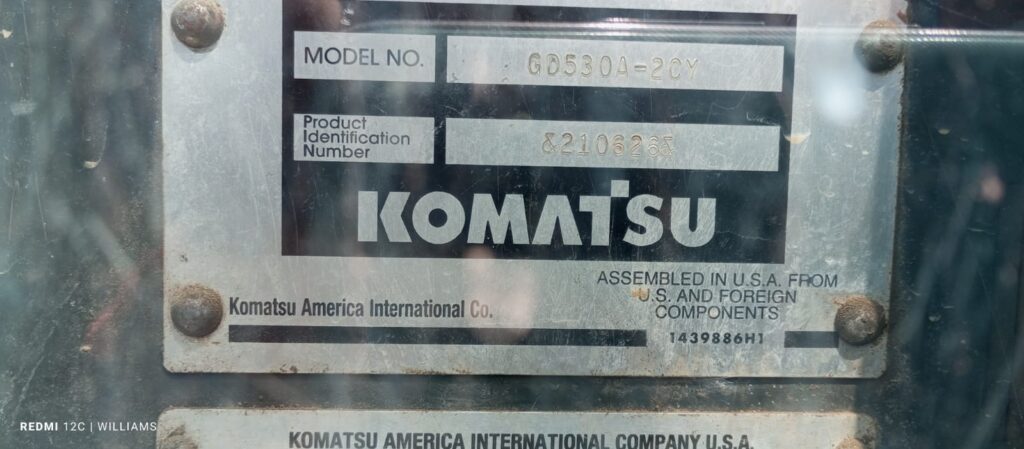 MODEL NO. GD530A-2CY
Product
Identification
Number
&210626&
KOMATSU
ASSEMBLED IN U.S.A. FROM
U.S. AND FOREIGN
COMPONENTS
Komatsu America International Co.
1439886H1
KOMATSU AMERICA INTERNATIONAL COMPANY U.S.A.
REDMI 12C | WILLIAMS